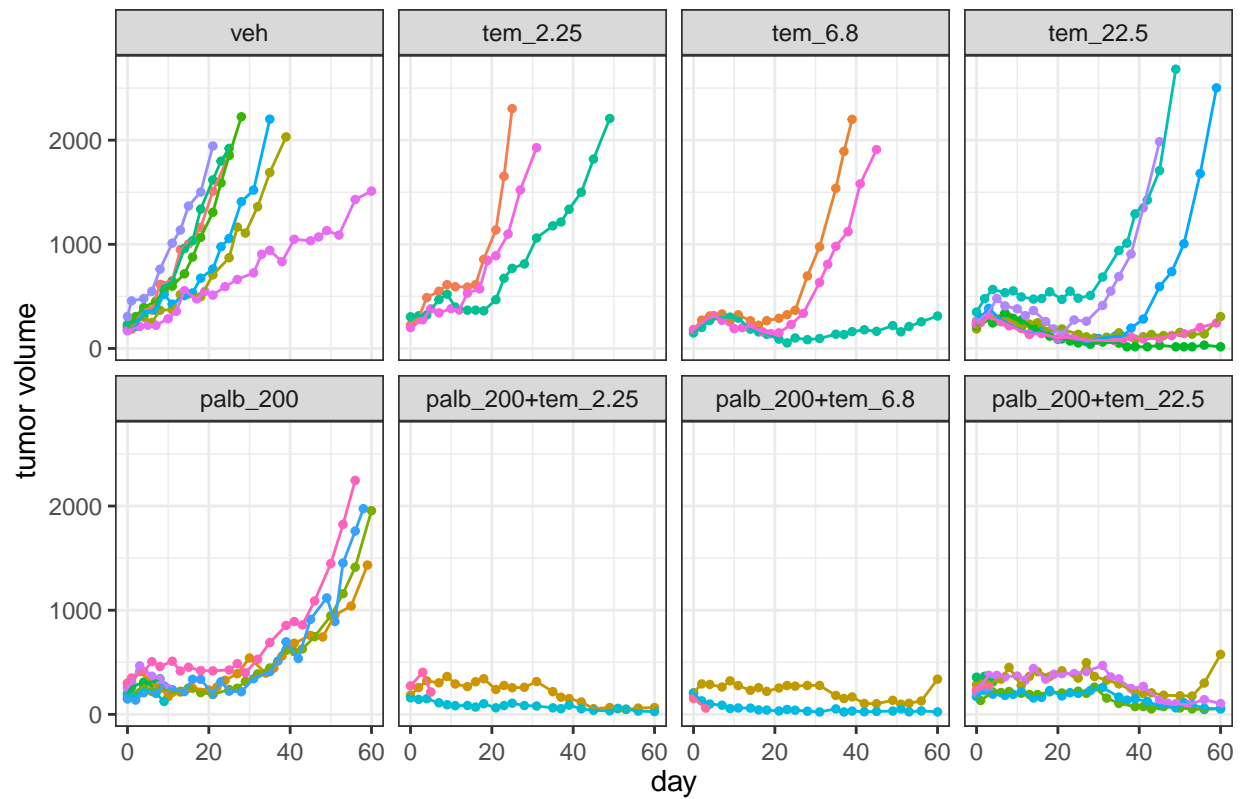 veh tem_2.25 tem_6.8 tem_22.5
2000
1000
0
palb_200 palb_200+tem_2.25 palb_200+tem_6.8 palb_200+tem_22.5
tumor volume
2000
1000
0
0 20 40 60 0 20 40 60 0 20 40 60 0 20 40 60
day